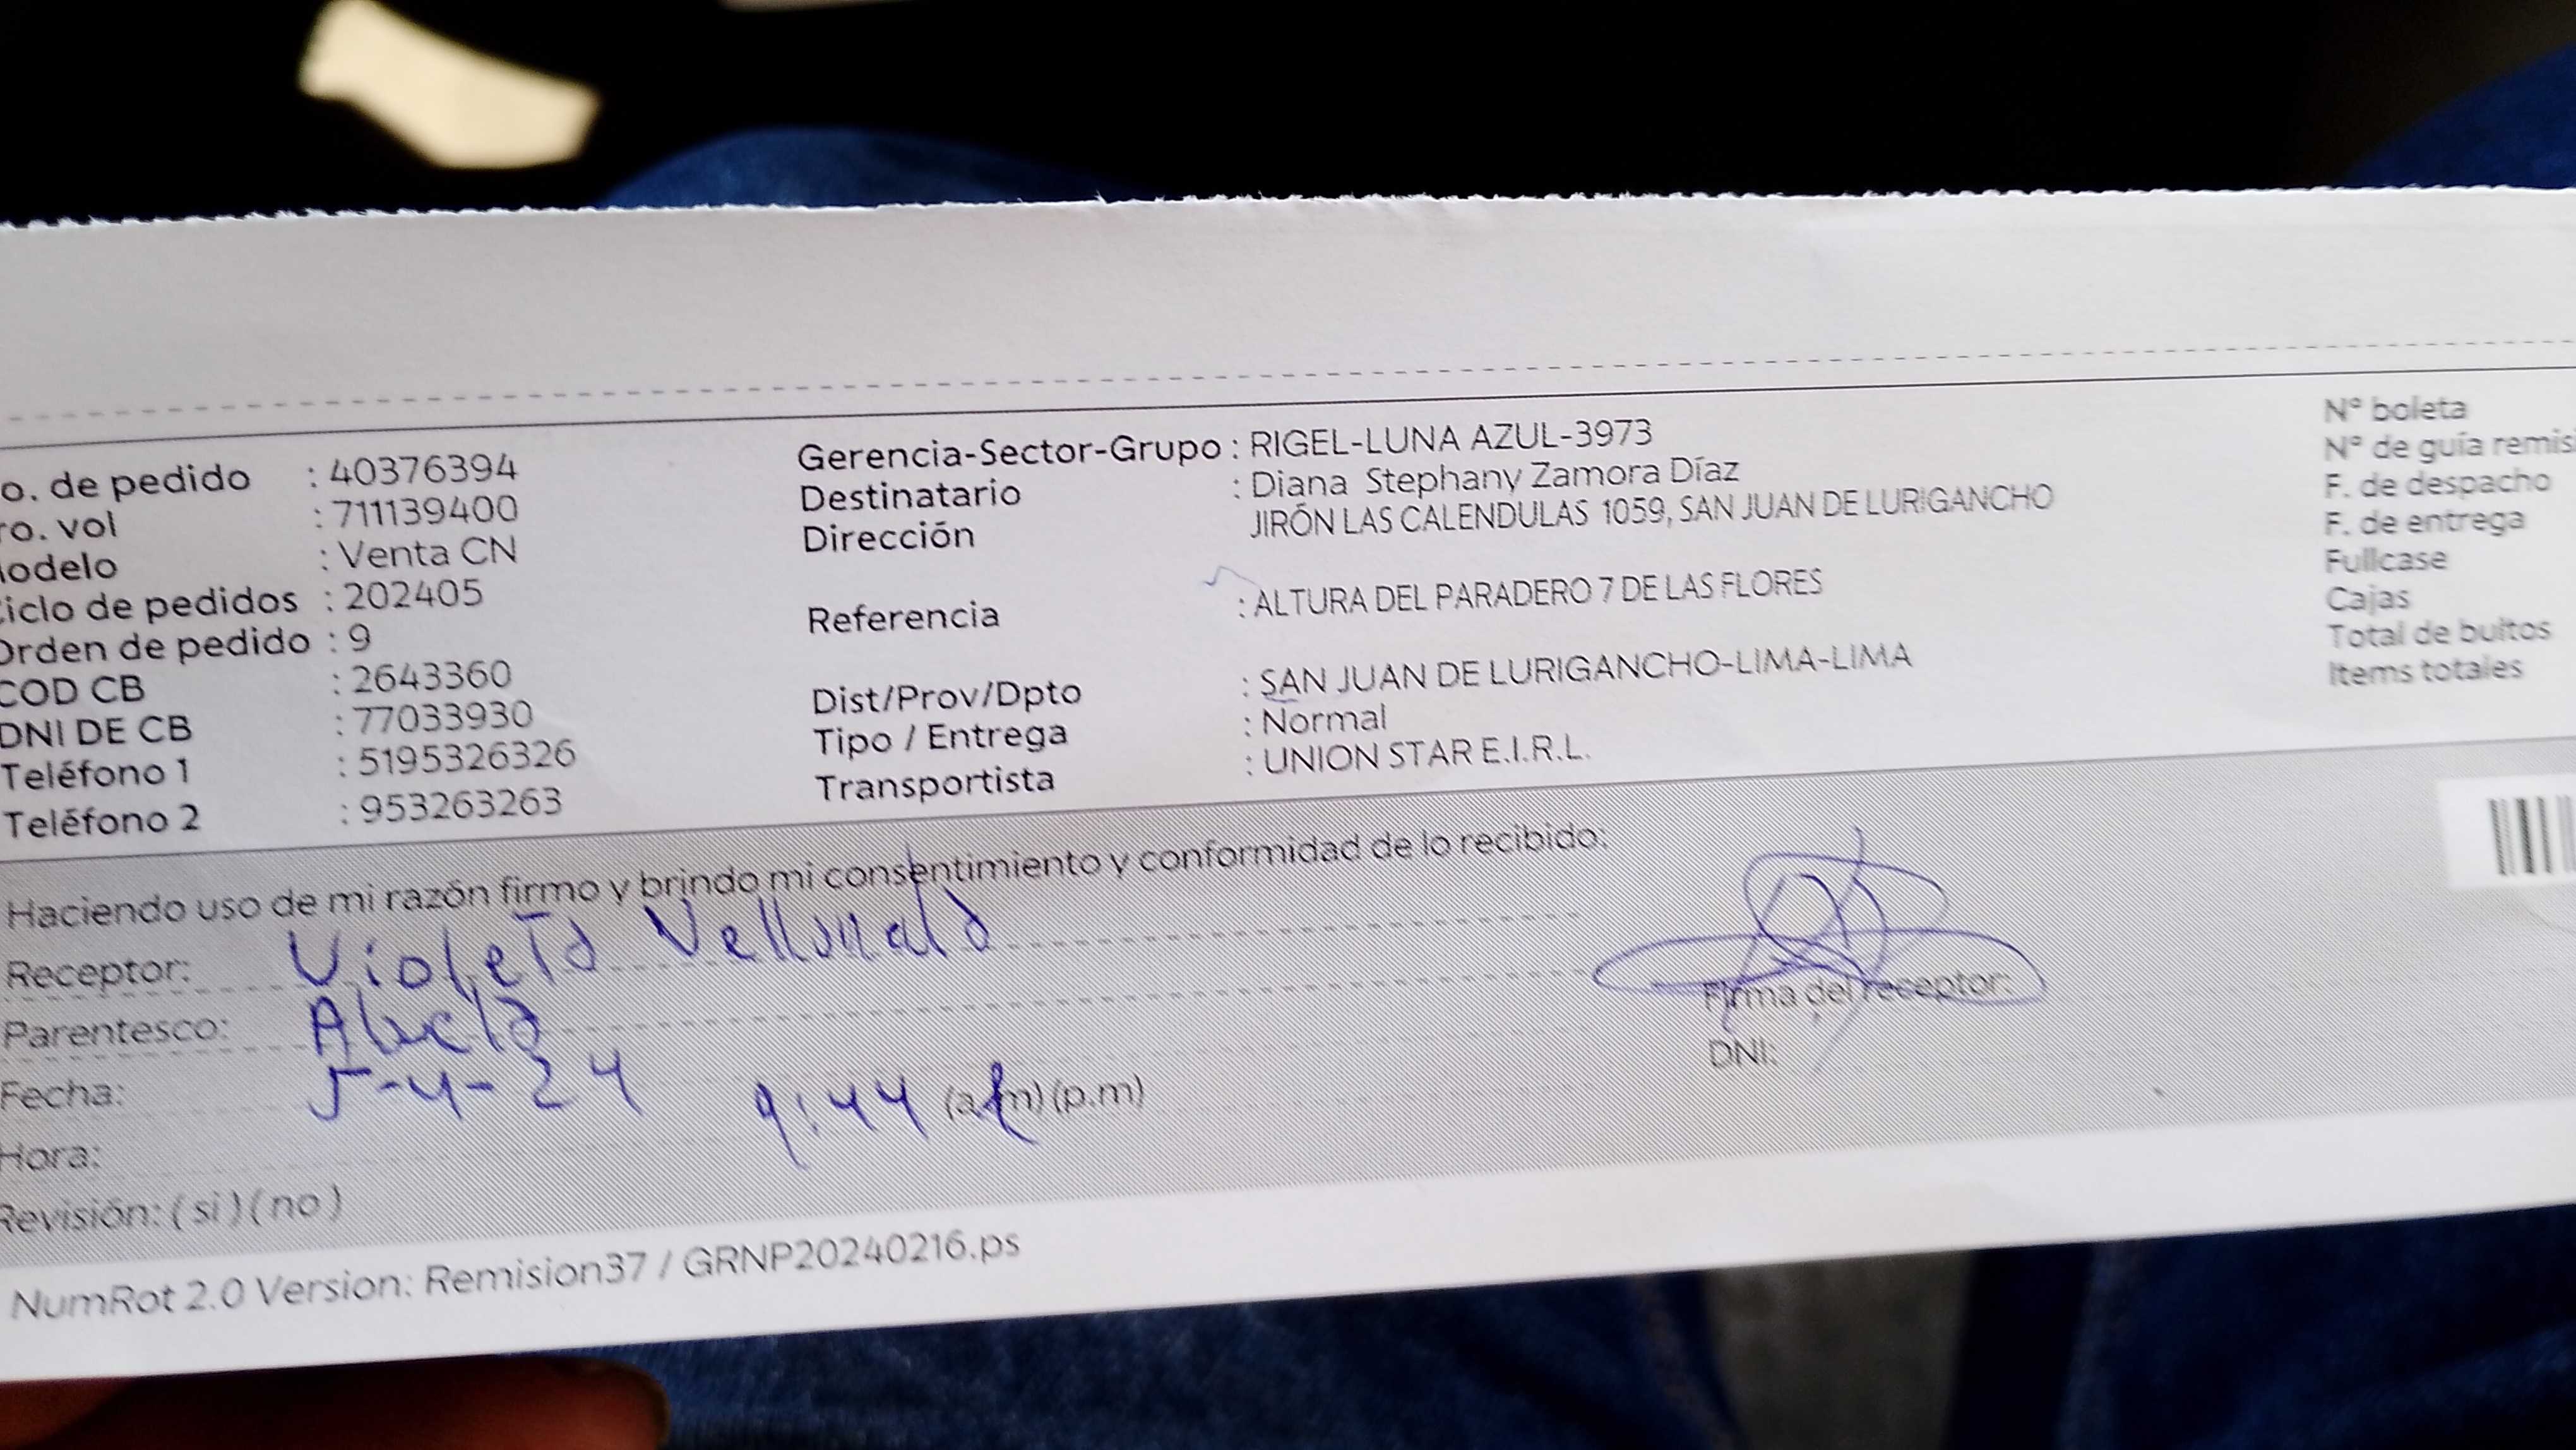 o. de pedido : 40376394
ro. vol : 711139400
odelo : Venta CN
iclo de pedidos : 202405
Orden de pedido : 9
COD CB : 2643360
DNI DE CB : 77033930
Teléfono 1 : 5195326326
Teléfono 2 : 953263263
Gerencia-Sector-Grupo : RIGEL-LUNA AZUL-3973
Destinatario : Diana Stephany Zamora Díaz
Dirección JIRÓN LAS CALENDULAS 1059, SAN JUAN DE LURIGANCHO
Referencia : ALTURA DEL PARADERO 7 DE LAS FLORES
Dist/Prov/Dpto : SAN JUAN DE LURIGANCHO-LIMA-LIMA
Tipo / Entrega : Normal
Transportista : UNION STAR E.I.R.L.
N° boleta
N° de guía remisi
F. de despacho
F. de entrega
Fullcase
Cajas
Total de bultos
Items totales
Haciendo uso de mi razón firmo y brindo mi consentimiento y conformidad de lo recibido:
Receptor: Violeta
Parentesco: Abuela
Fecha: 5-4-24
9:44 (a.m) (p.m)
Hora:
Revisión: ( si ) ( no )
Firma del receptor:
DNI:
NumRot 2.0 Version: Remision37 / GRNP20240216.ps